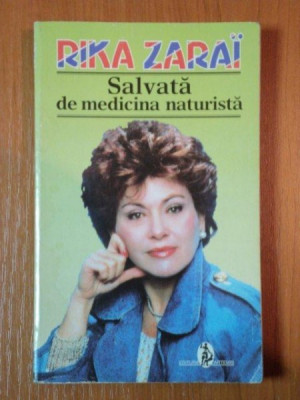 RIKA ZARAÏ
Salvată
de medicina naturistă